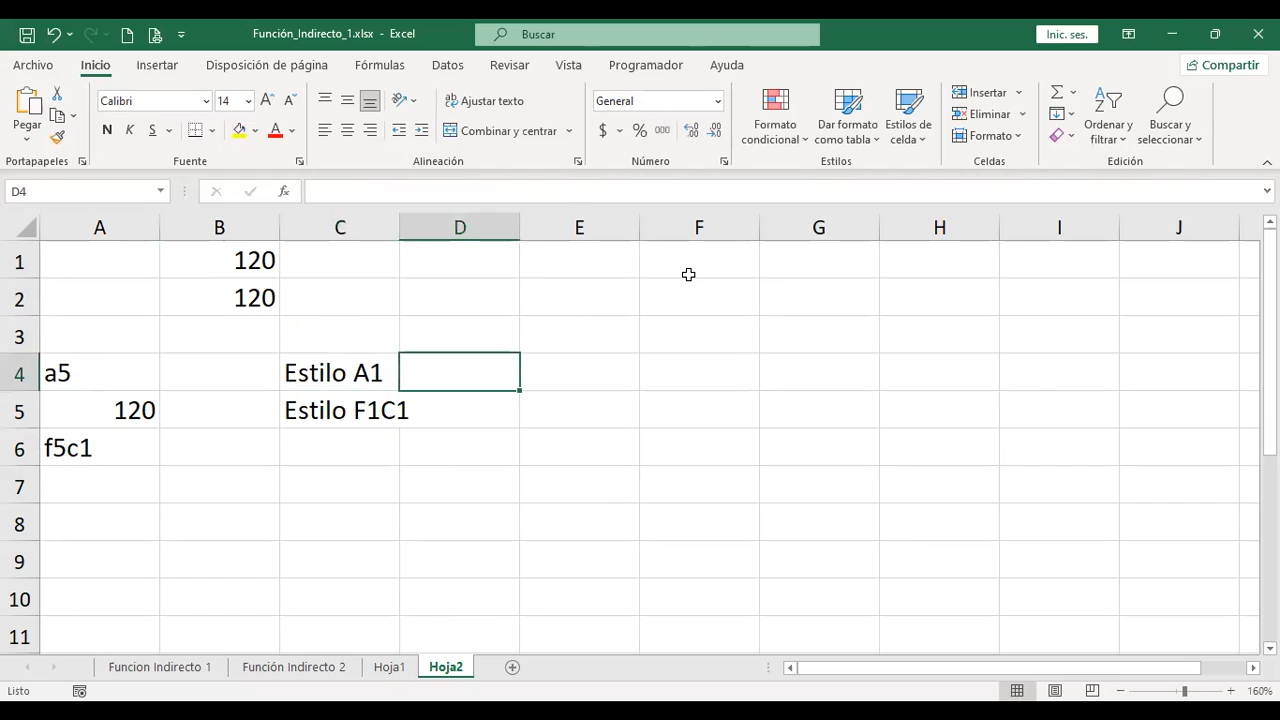 Función_Indirecto_1.xlsx - Excel
Buscar
Inic. ses.
Archivo Inicio Insertar Disposición de página Fórmulas Datos Revisar Vista Programador Ayuda Compartir
Pegar
Calibri 14
N K S
Ajustar texto
Combinar y centrar
General
$ % 000
Formato condicional
Dar formato como tabla
Estilos de celda
Insertar
Eliminar
Formato
Ordenar y filtrar
Buscar y seleccionar
Portapapeles Fuente Alineación Número Estilos Celdas Edición
D4 fx
A B C D E F G H I J
1 120
2 120
3
4 a5 Estilo A1
5 120 Estilo F1C1
6 f5c1
7
8
9
10
11
Funcion Indirecto 1 Función Indirecto 2 Hoja1 Hoja2
Listo 160%